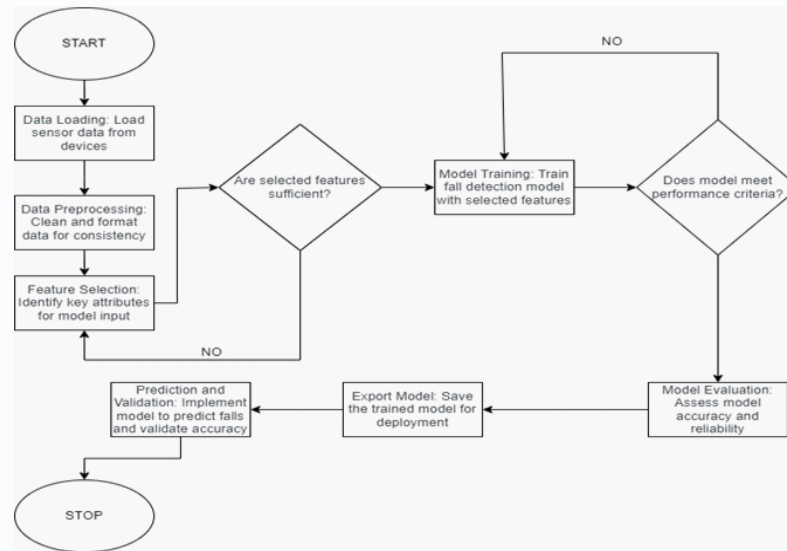 START
Data Loading: Load
sensor data from
devices
Data Preprocessing:
Clean and format
data for consistency
Feature Selection:
Identify key attributes
for model input
Are selected features
sufficient?
NO
Model Training: Train
fall detection model
with selected features
NO
Does model meet
performance criteria?
Model Evaluation:
Assess model
accuracy and
reliability
Export Model: Save
the trained model for
deployment
Prediction and
Validation: Implement
model to predict falls
and validate accuracy
STOP